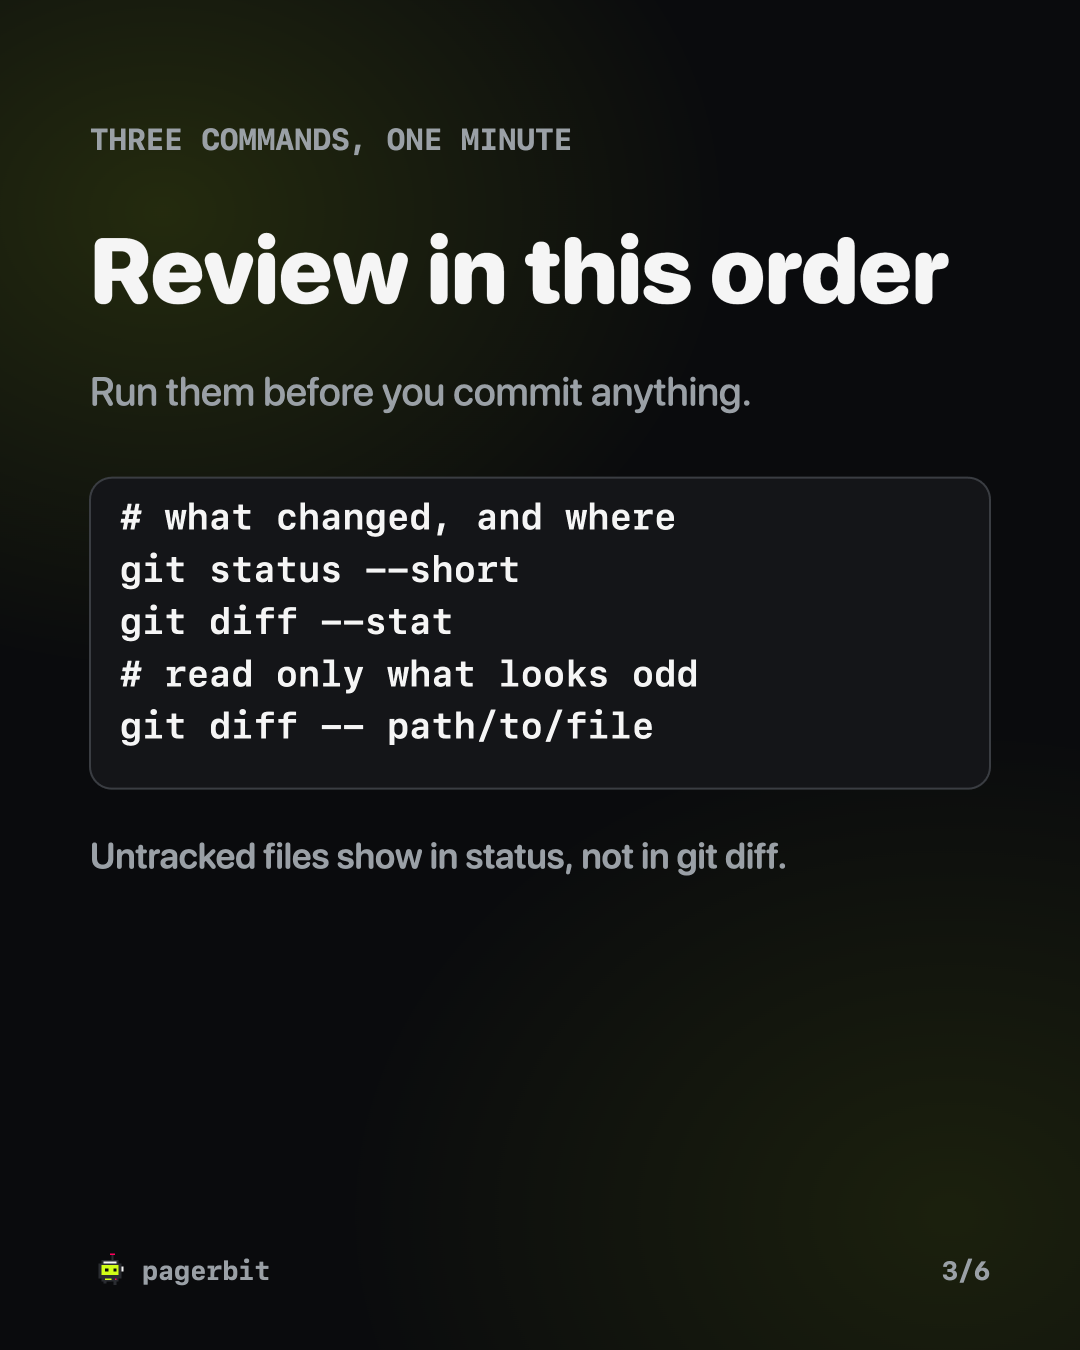 THREE COMMANDS, ONE MINUTE
Review in this order
Run them before you commit anything.
# what changed, and where
git status --short
git diff --stat
# read only what looks odd
git diff -- path/to/file
Untracked files show in status, not in git diff.
pagerbit
3/6